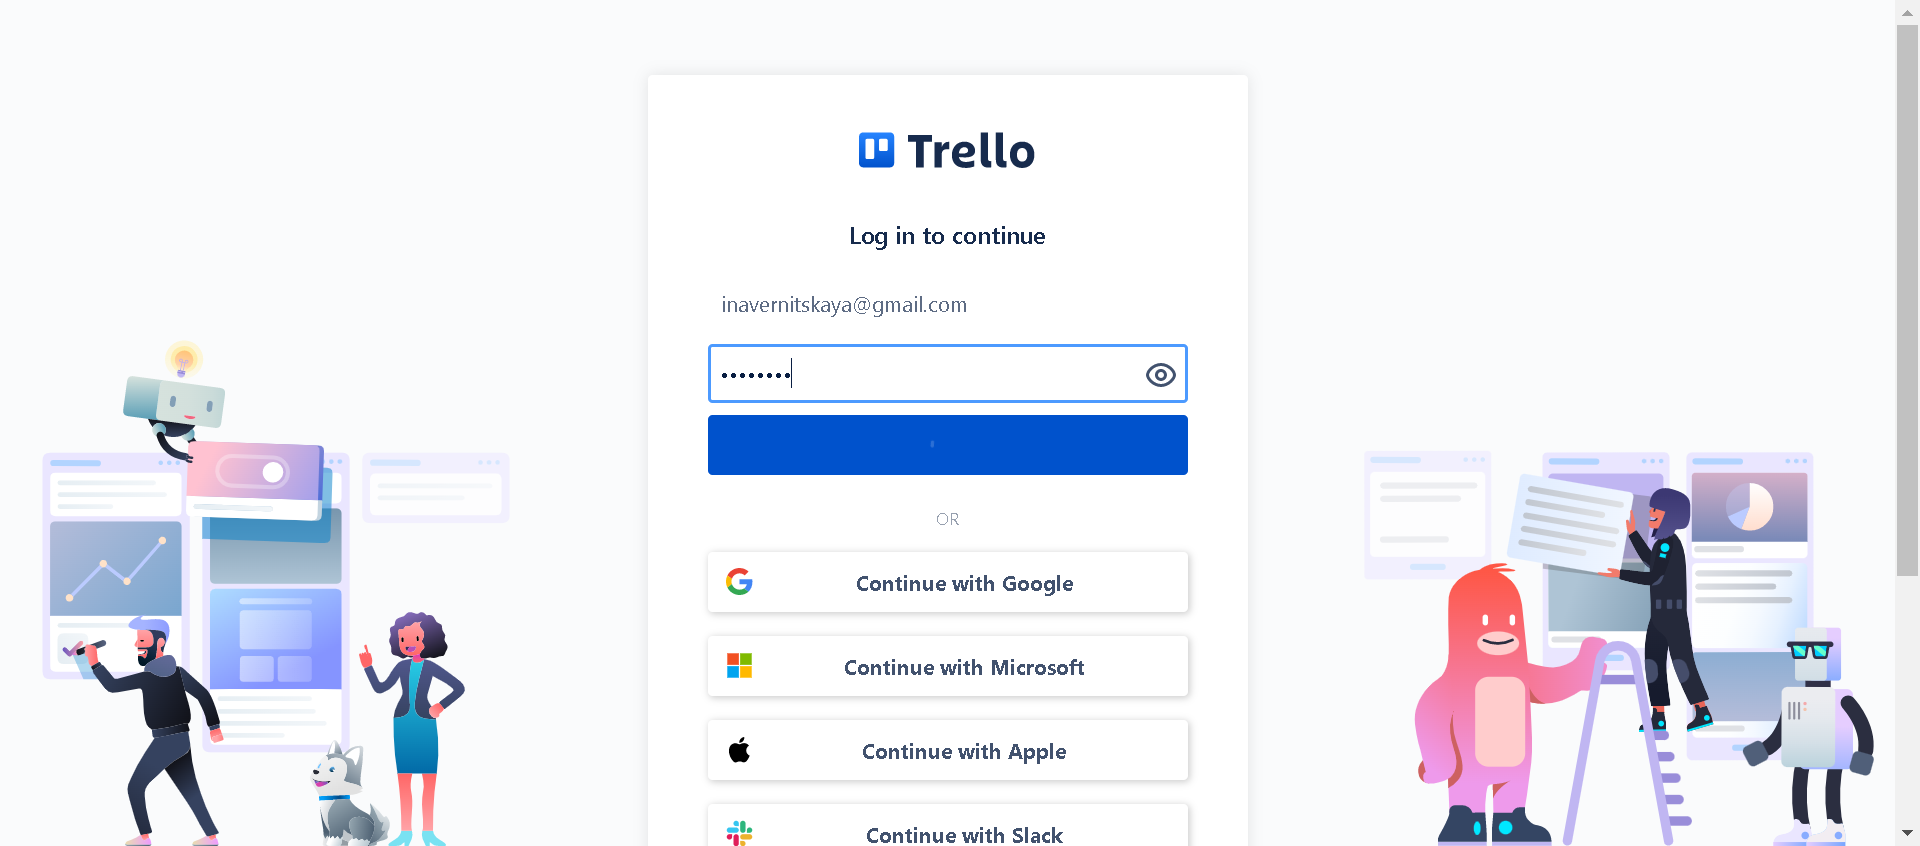 Trello
Log in to continue
inavernitskaya@gmail.com
••••••••
OR
Continue with Google
Continue with Microsoft
Continue with Apple
Continue with Slack